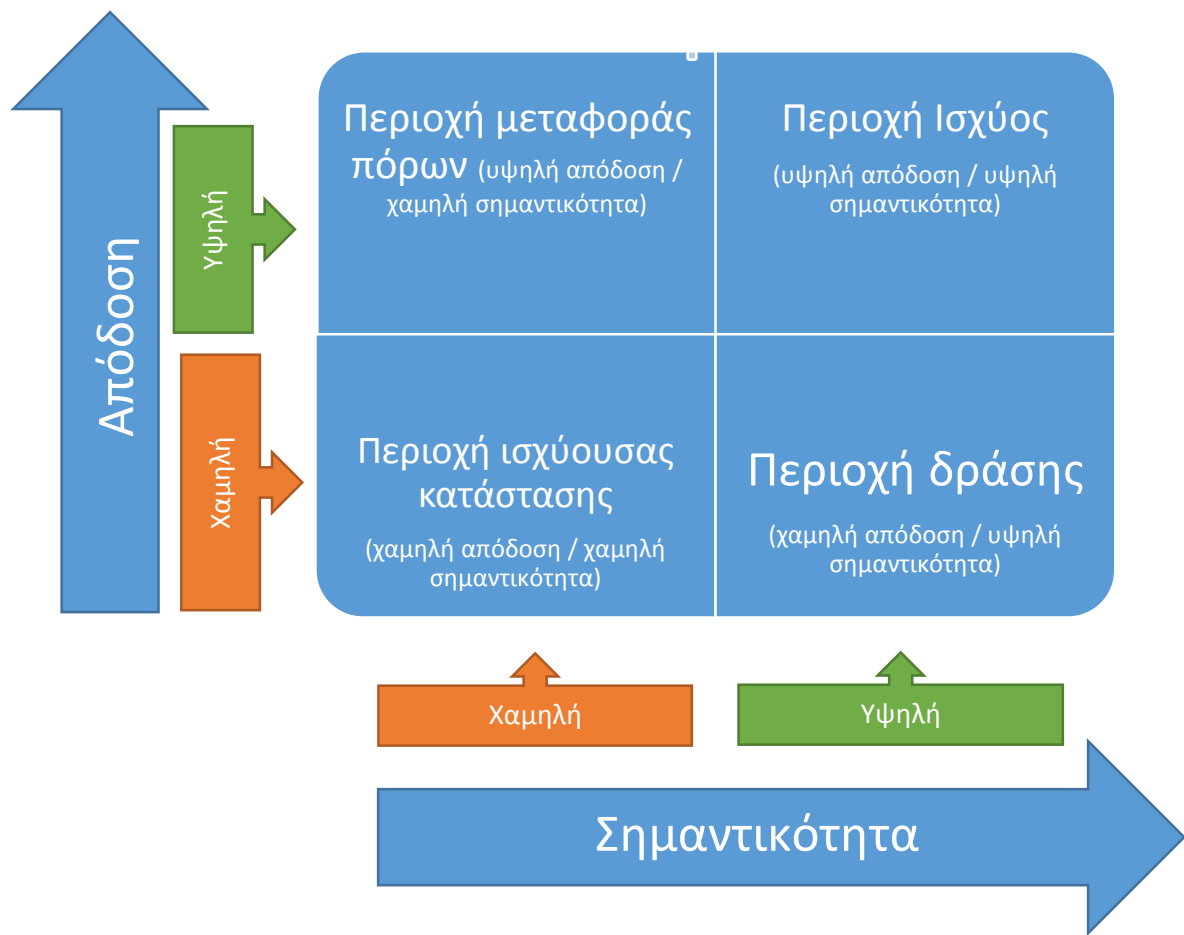 Απόδοση
Υψηλή
Χαμηλή
Περιοχή μεταφοράς
πόρων (υψηλή απόδοση /
χαμηλή σημαντικότητα)
Περιοχή Ισχύος
(υψηλή απόδοση / υψηλή
σημαντικότητα)
Περιοχή ισχύουσας
κατάστασης
(χαμηλή απόδοση / χαμηλή
σημαντικότητα)
Περιοχή δράσης
(χαμηλή απόδοση / υψηλή
σημαντικότητα)
Χαμηλή
Υψηλή
Σημαντικότητα